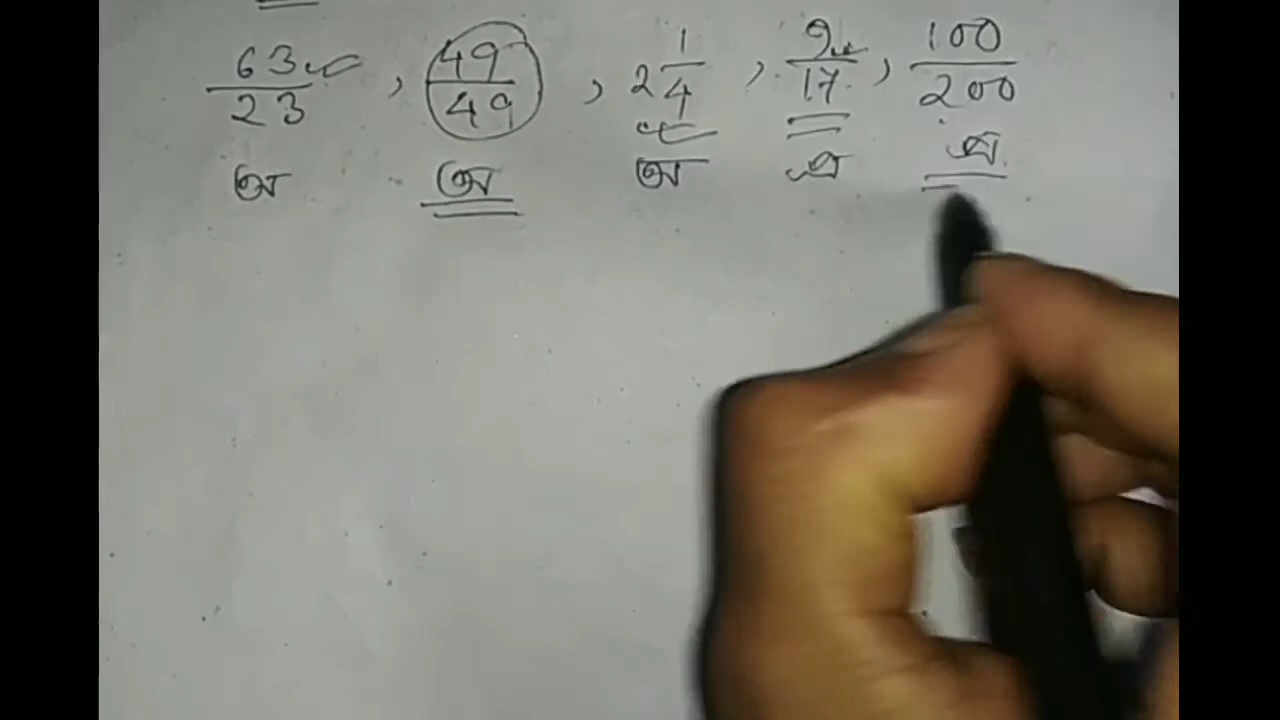 63/23 , 49/49 , 2 1/4 , 9/17 , 100/200
অ অ অ প্র প্র